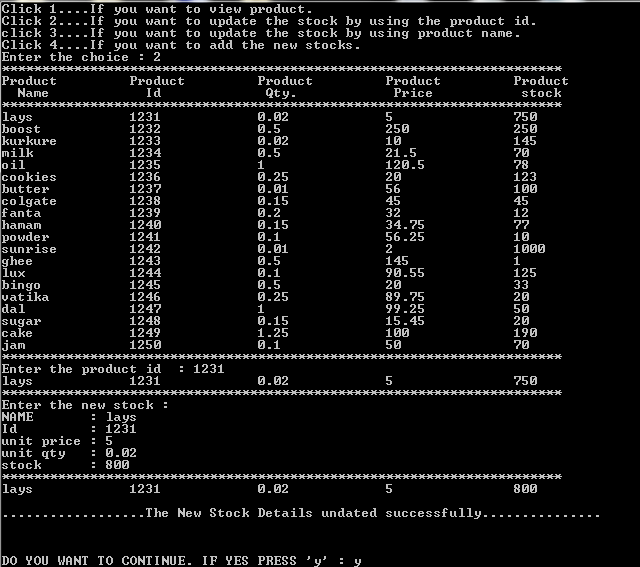 Click 1....If you want to view product.
Click 2....If you want to update the stock by using the product id.
click 3....If you want to update the stock by using product name.
Click 4....If you want to add the new stocks.
Enter the choice : 2
**********************************************************************
Product Product Product Product Product
Name Id Qty. Price stock
**********************************************************************
lays 1231 0.02 5 750
boost 1232 0.5 250 250
kurkure 1233 0.02 10 145
milk 1234 0.5 21.5 70
oil 1235 1 120.5 78
cookies 1236 0.25 20 123
butter 1237 0.01 56 100
colgate 1238 0.15 45 45
fanta 1239 0.2 32 12
hamam 1240 0.15 34.75 77
powder 1241 0.1 56.25 10
sunrise 1242 0.01 2 1000
ghee 1243 0.5 145 1
lux 1244 0.1 90.55 125
bingo 1245 0.5 20 33
vatika 1246 0.25 89.75 20
dal 1247 1 99.25 50
sugar 1248 0.15 15.45 20
cake 1249 1.25 100 190
jam 1250 0.1 50 70
**********************************************************************
Enter the product id : 1231
lays 1231 0.02 5 750
**********************************************************************
Enter the new stock :
NAME : lays
Id : 1231
unit price : 5
unit qty : 0.02
stock : 800
**********************************************************************
lays 1231 0.02 5 800
..................The New Stock Details undated successfully...............
DO YOU WANT TO CONTINUE. IF YES PRESS 'y' : y